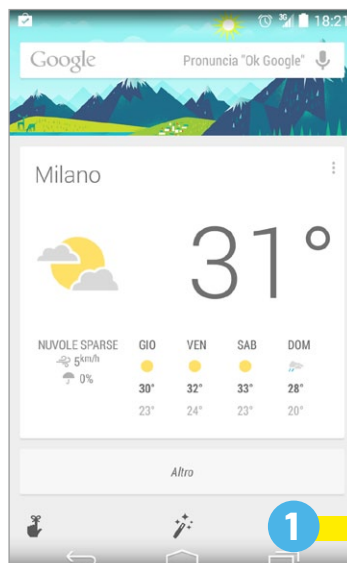 3G 18:21
Google Pronuncia "Ok Google"
Milano
31°
NUVOLE SPARSE GIO VEN SAB DOM
5km/h
0%
30° 32° 33° 28°
23° 24° 23° 20°
Altro
1